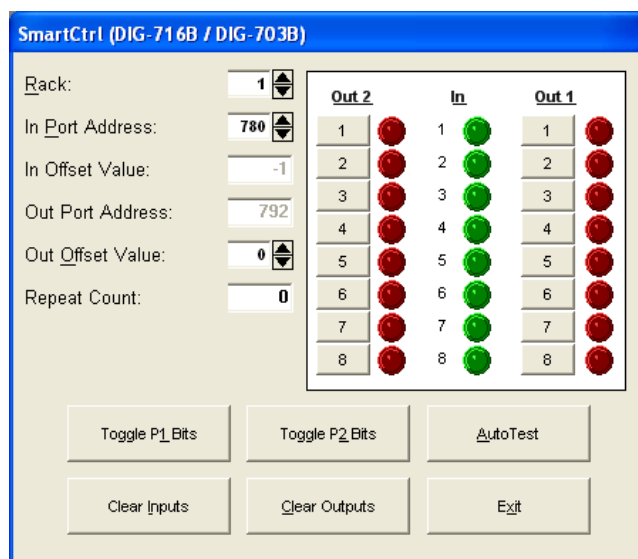 SmartCtrl (DIG-716B / DIG-703B)
Rack: 1
In Port Address: 780
In Offset Value: -1
Out Port Address: 792
Out Offset Value: 0
Repeat Count: 0
Out 2 In Out 1
1 1 1
2 2 2
3 3 3
4 4 4
5 5 5
6 6 6
7 7 7
8 8 8
Toggle P1 Bits Toggle P2 Bits AutoTest
Clear Inputs Clear Outputs Exit